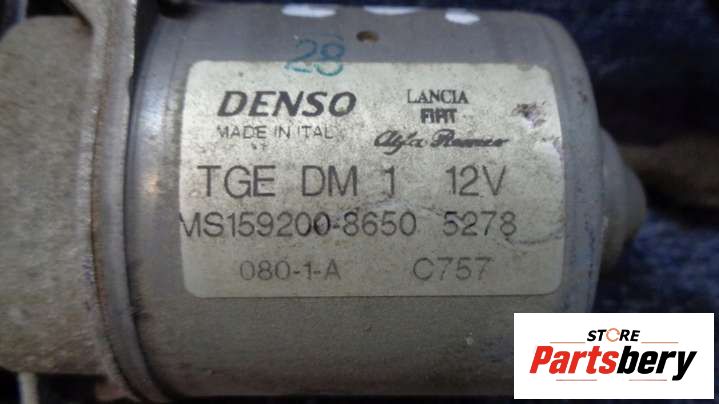 28
DENSO LANCIA
FIAT
MADE IN ITALY Alfa Romeo
TGE DM 1 12V
MS159200-8650 5278
080-1-A C757
STORE
Partsbery